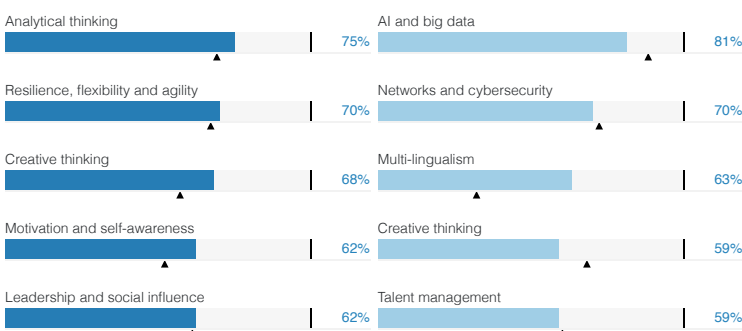 Analytical thinking
75%
Resilience, flexibility and agility
70%
Creative thinking
68%
Motivation and self-awareness
62%
Leadership and social influence
62%
AI and big data
81%
Networks and cybersecurity
70%
Multi-lingualism
63%
Creative thinking
59%
Talent management
59%